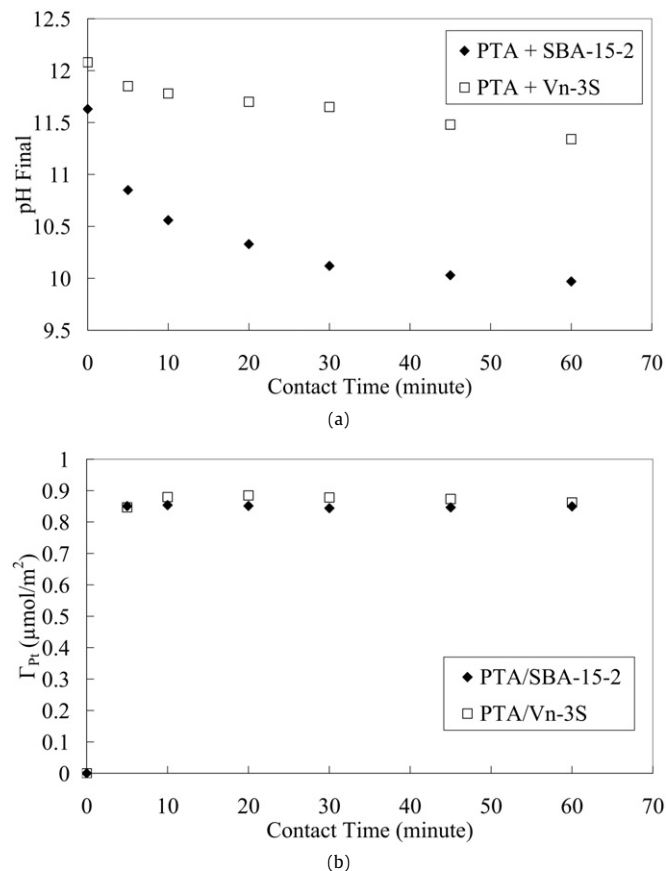 12.5
12
11.5
11
10.5
10
9.5
pH Final
PTA + SBA-15-2
PTA + Vn-3S
0 10 20 30 40 50 60 70
Contact Time (minute)
(a)
1
0.9
0.8
0.7
0.6
0.5
0.4
0.3
0.2
0.1
0
ΓPt (μmol/m²)
PTA/SBA-15-2
PTA/Vn-3S
0 10 20 30 40 50 60 70
Contact Time (minute)
(b)